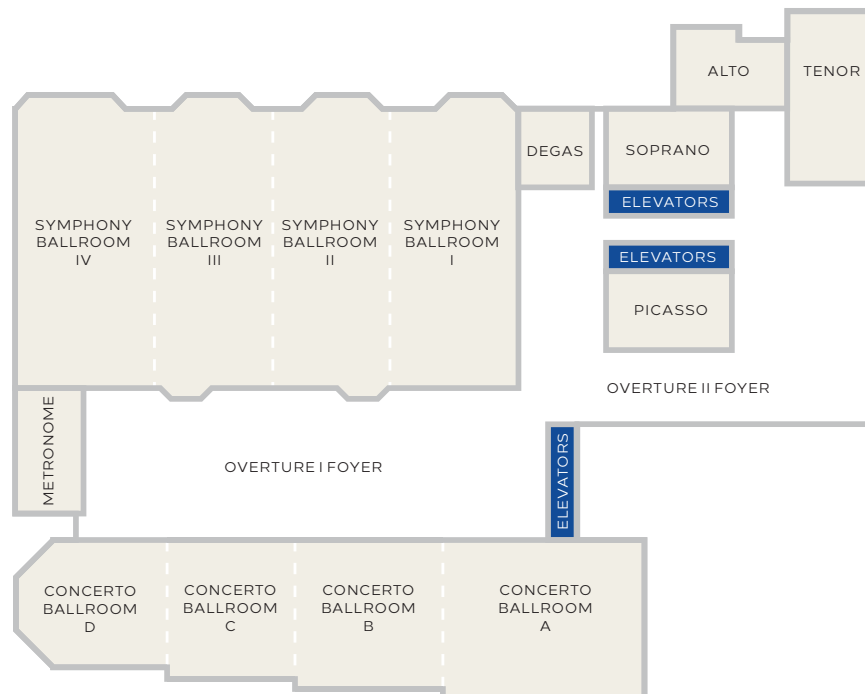 ALTO
TENOR
DEGAS
SOPRANO
ELEVATORS
SYMPHONY
BALLROOM
IV
SYMPHONY
BALLROOM
III
SYMPHONY
BALLROOM
II
SYMPHONY
BALLROOM
I
ELEVATORS
PICASSO
OVERTURE II FOYER
METRONOME
OVERTURE I FOYER
ELEVATORS
CONCERTO
BALLROOM
D
CONCERTO
BALLROOM
C
CONCERTO
BALLROOM
B
CONCERTO
BALLROOM
A